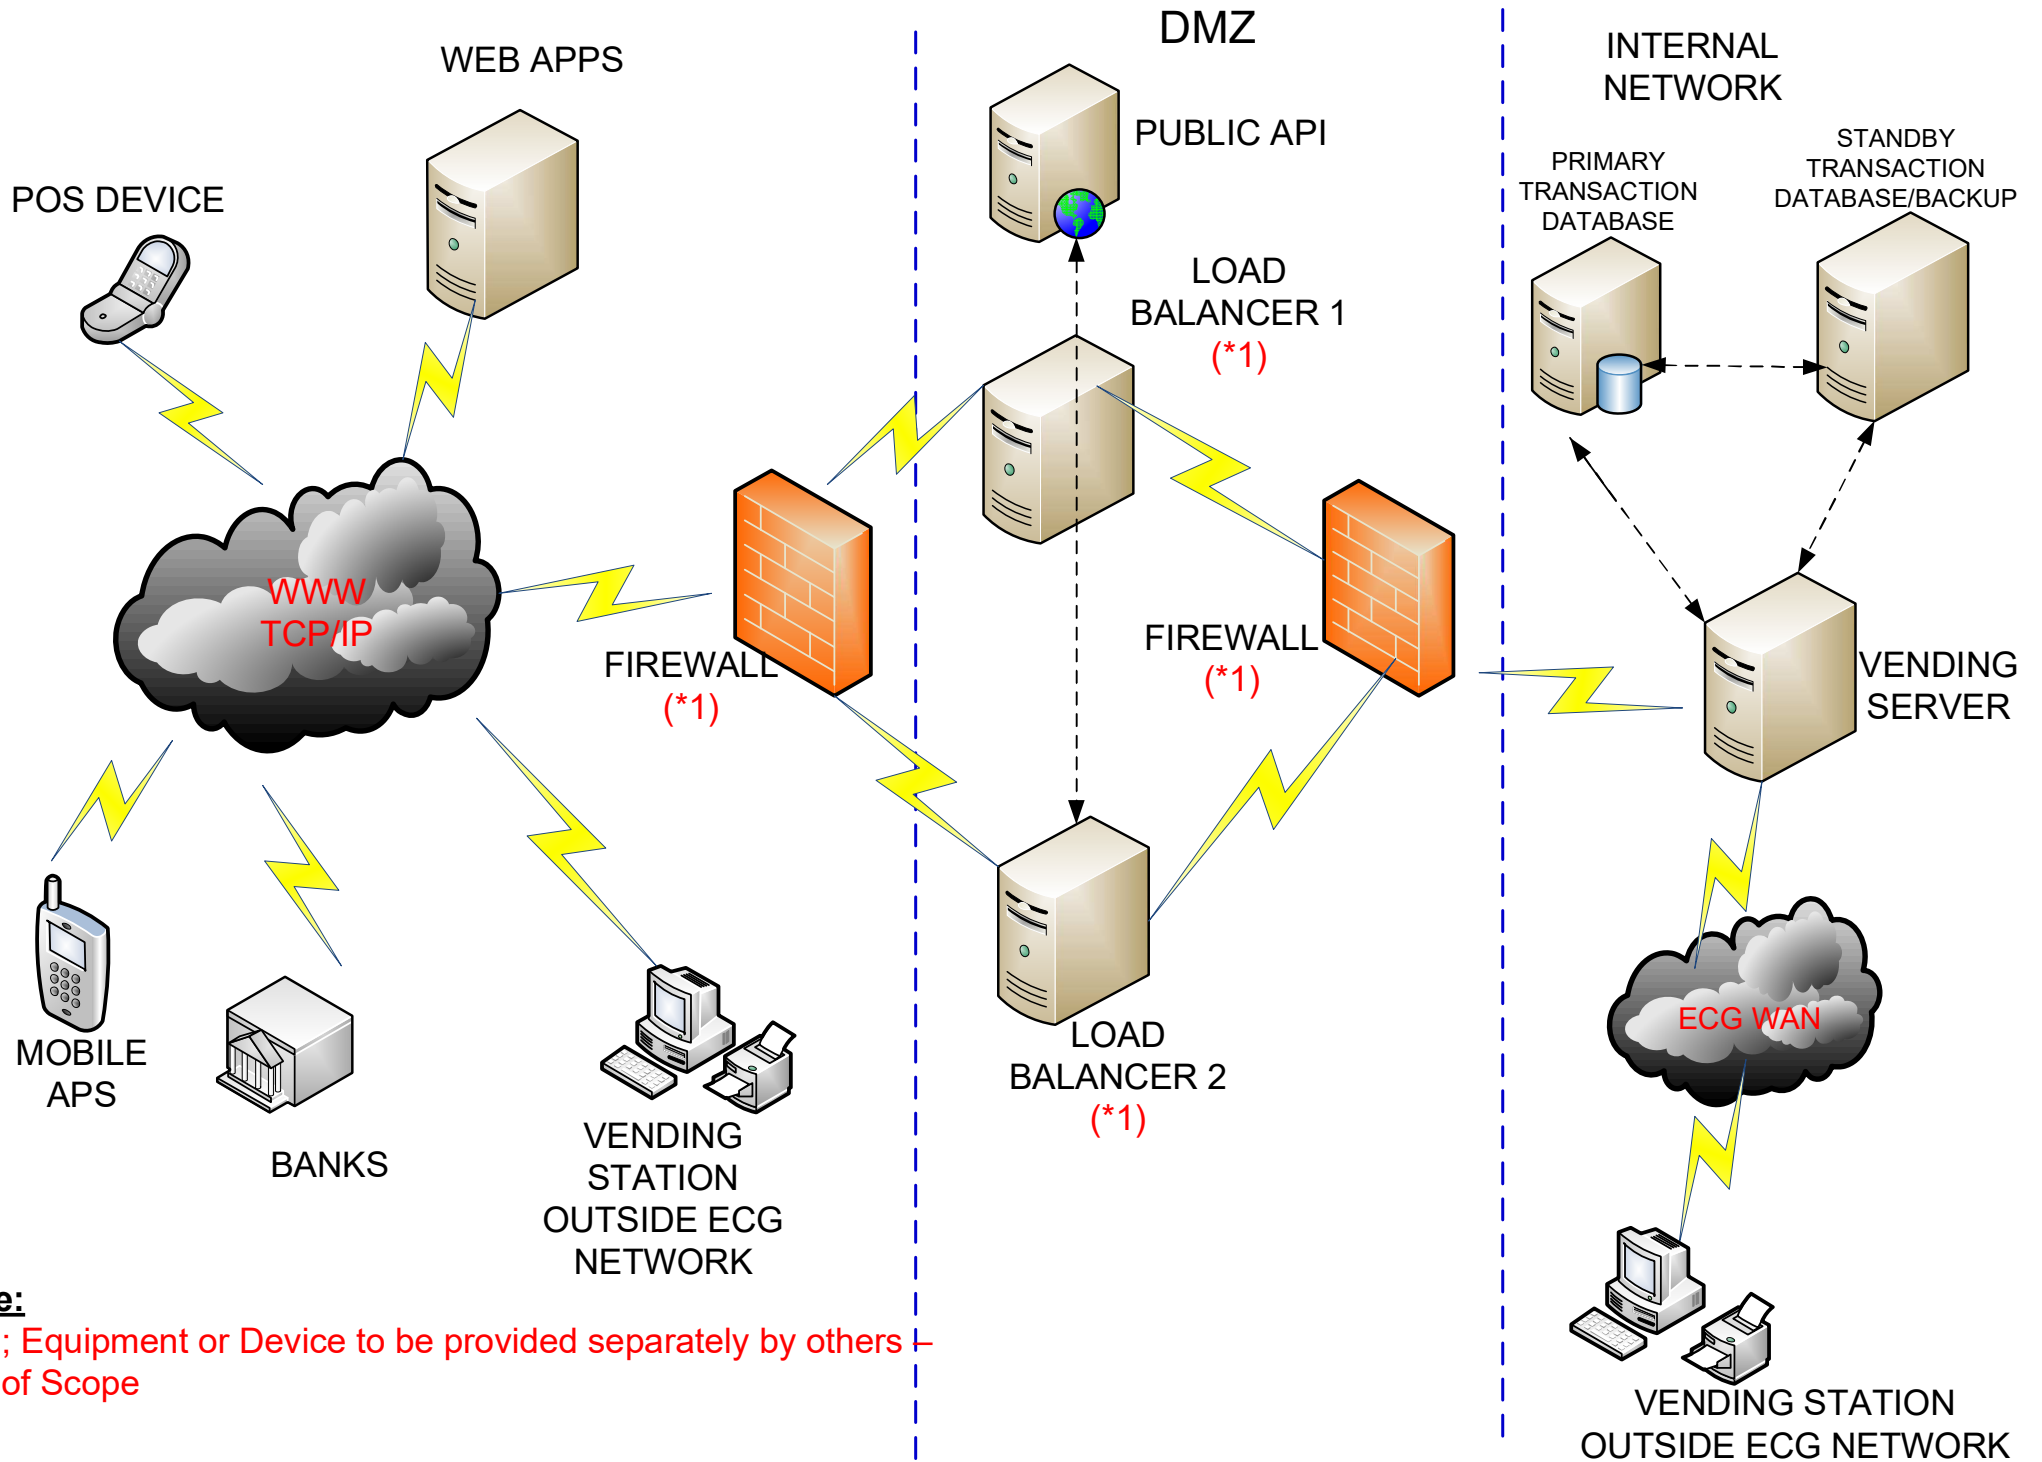 WEB APPS
POS DEVICE
WWW
TCP/IP
MOBILE
APS
BANKS
VENDING
STATION
OUTSIDE ECG
NETWORK
FIREWALL
(*1)
DMZ
PUBLIC API
LOAD
BALANCER 1
(*1)
FIREWALL
(*1)
LOAD
BALANCER 2
(*1)
INTERNAL
NETWORK
PRIMARY
TRANSACTION
DATABASE
STANDBY
TRANSACTION
DATABASE/BACKUP
VENDING
SERVER
ECG WAN
VENDING STATION
OUTSIDE ECG NETWORK
e:
; Equipment or Device to be provided separately by others –
of Scope